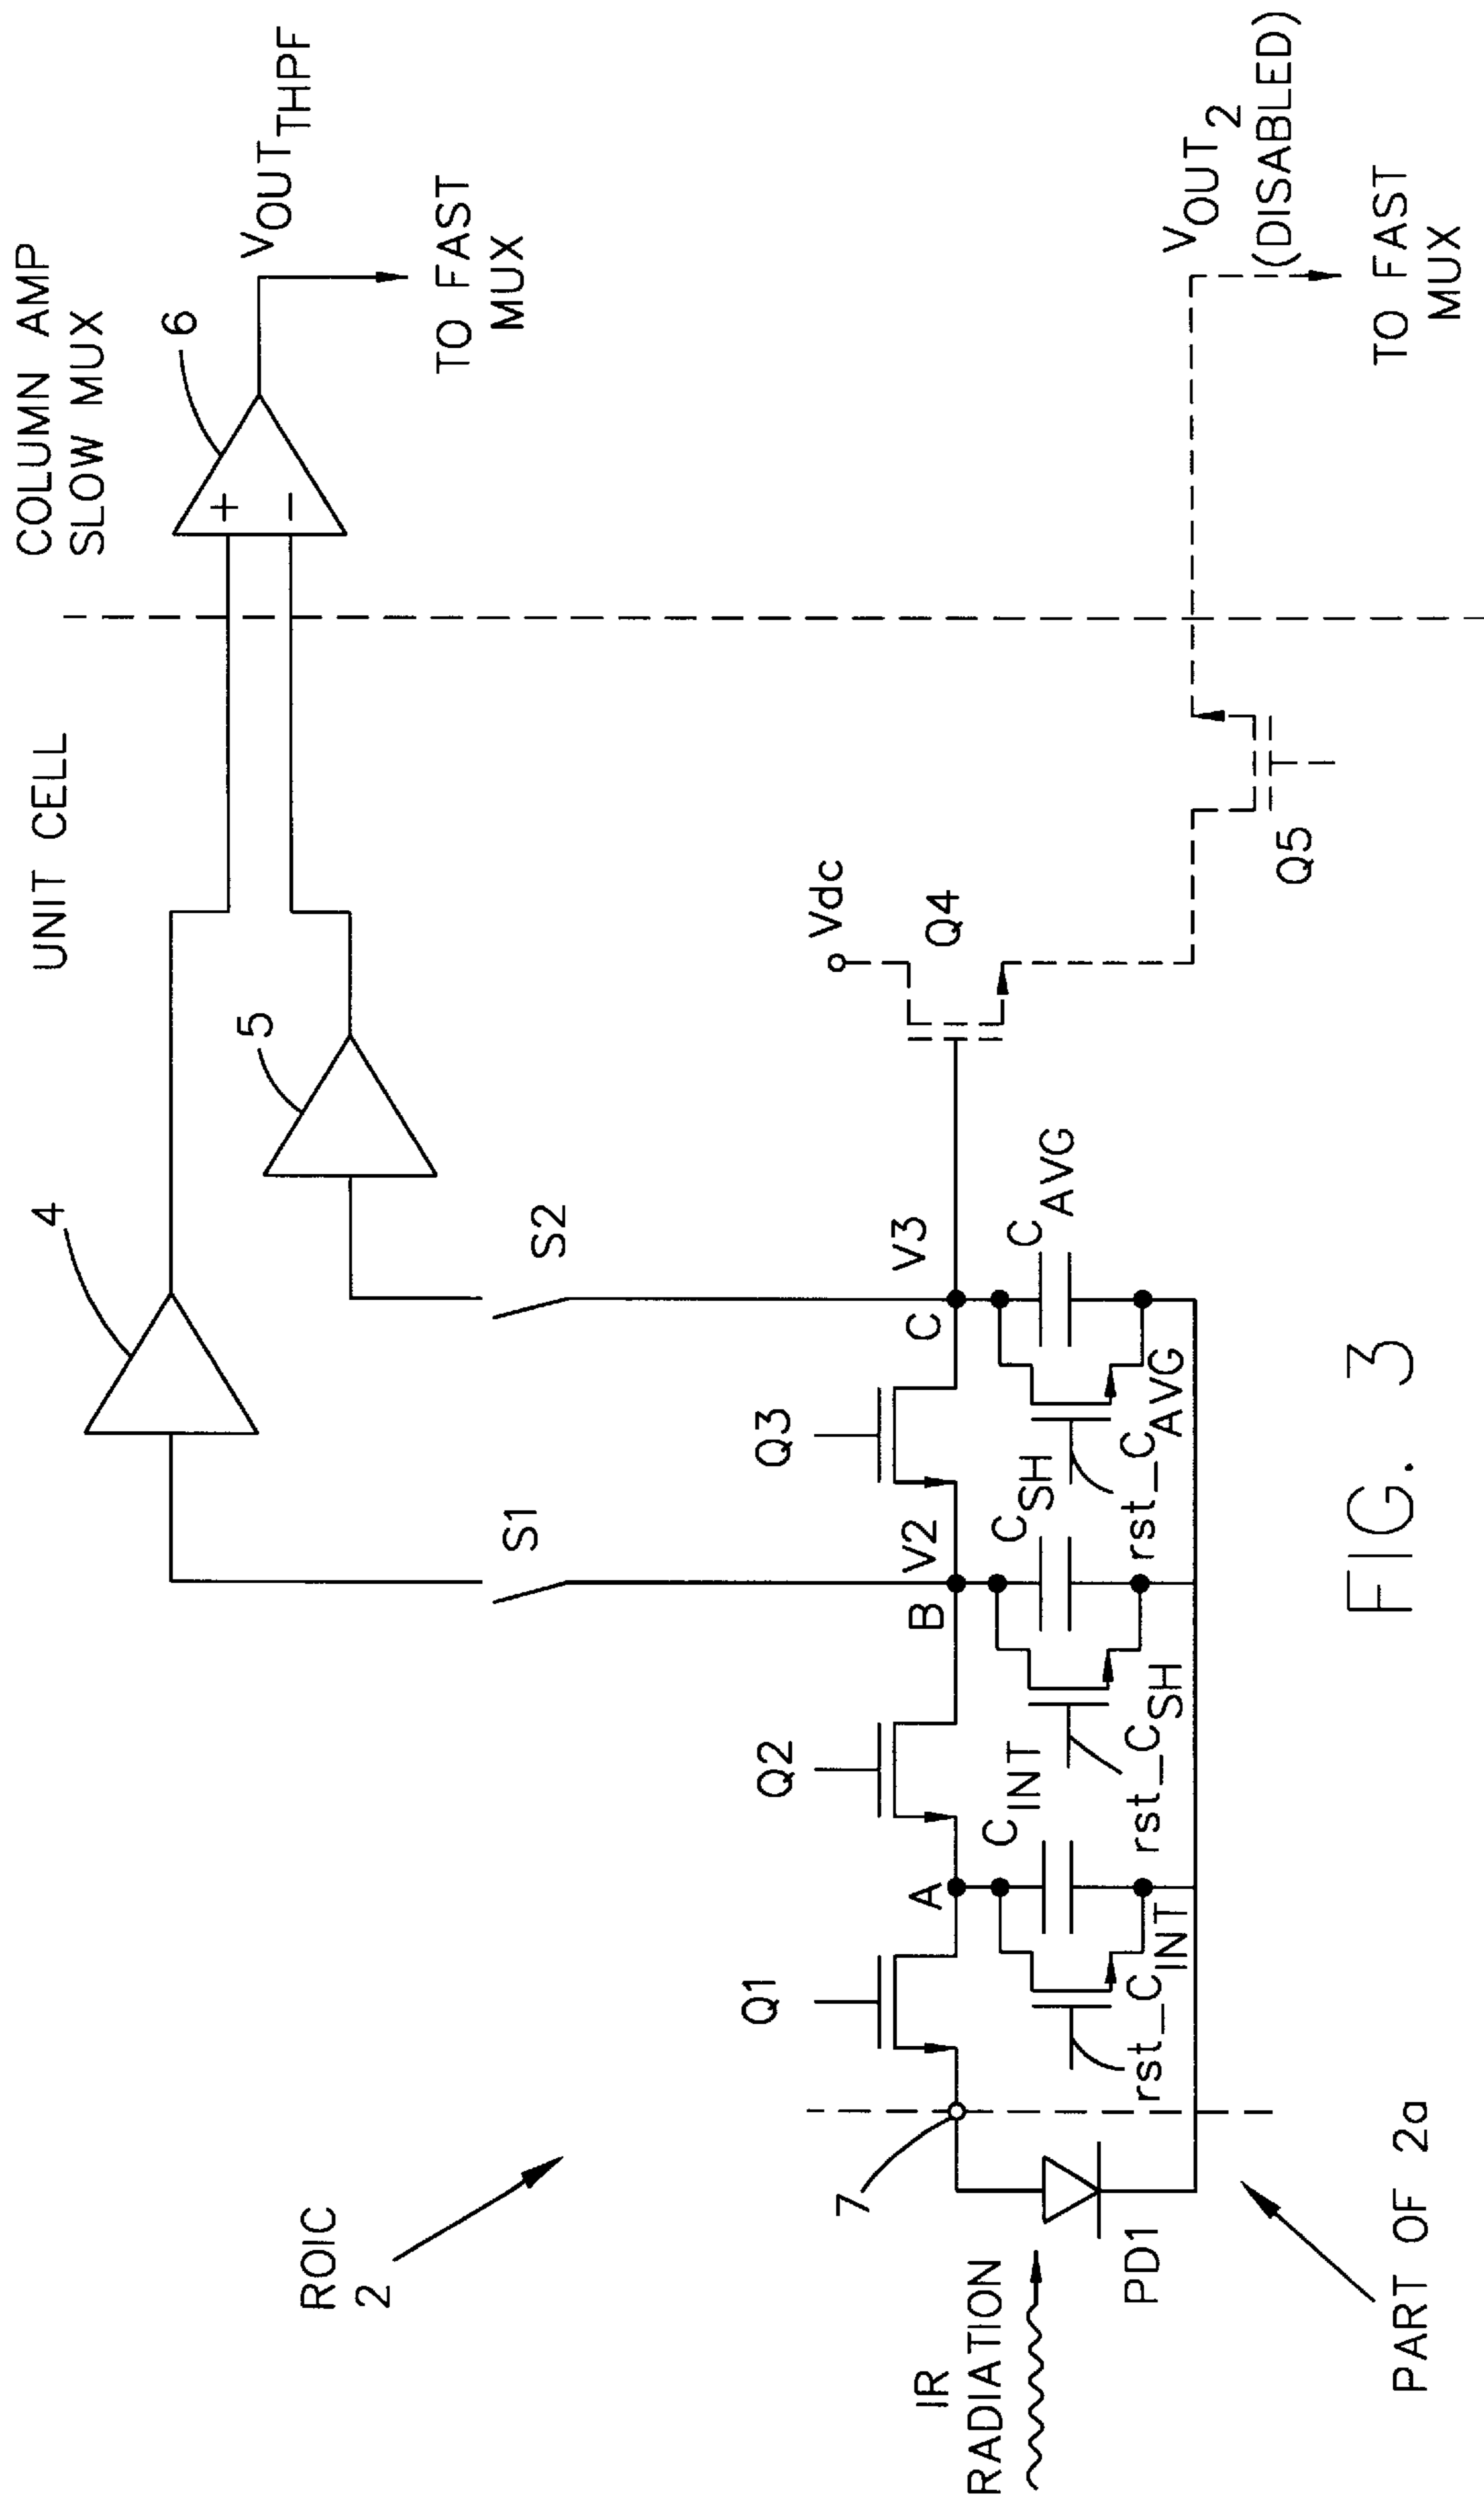 COLUMN AMP
SLOW MUX
UNIT CELL
4
5
6
VOUTTHPF
TO FAST
MUX
ROIC
2
S1
S2
Q1
Q2
Q3
Vdc
Q4
7
A
B
V2
C
V3
IR
RADIATION
PD1
CINT
CSH
CAVG
rst_CINT
rst_CSH
rst_CAVG
Q5
VOUT2
(DISABLED)
TO FAST
MUX
PART OF 2a
FIG. 3